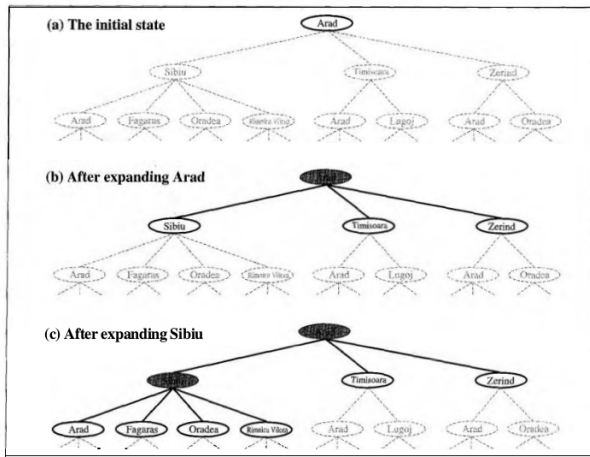 (a) The initial state
Arad
Sibiu Timisoara Zerind
Arad Fagaras Oradea Rimnicu Vilcea Arad Lugoj Arad Oradea
(b) After expanding Arad
Sibiu Timisoara Zerind
Arad Fagaras Oradea Rimnicu Vilcea Arad Lugoj Arad Oradea
(c) After expanding Sibiu
Timisoara Zerind
Arad Fagaras Oradea Rimnicu Vilcea Arad Lugoj Arad Oradea